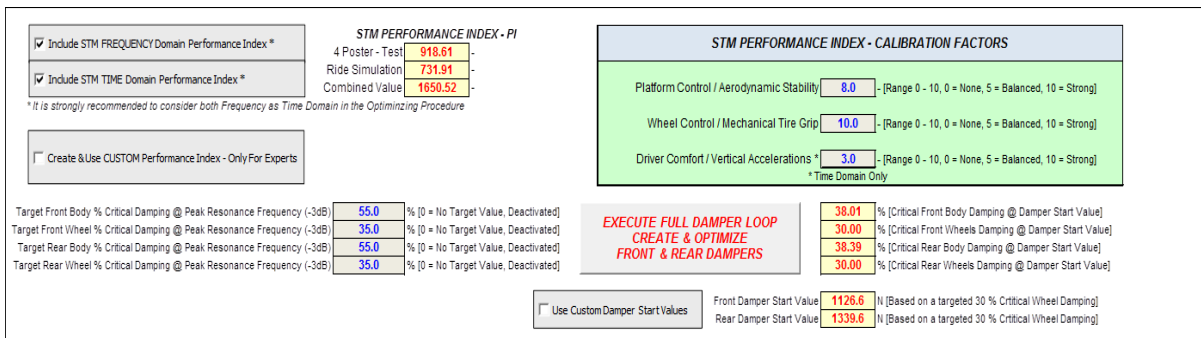 STM PERFORMANCE INDEX - PI
Include STM FREQUENCY Domain Performance Index *
4 Poster - Test 918.61 -
Ride Simulation 731.91 -
Include STM TIME Domain Performance Index *
Combined Value 1650.52 -
* It is strongly recommended to consider both Frequency as Time Domain in the Optiminzing Procedure
Create & Use CUSTOM Performance Index - Only For Experts
STM PERFORMANCE INDEX - CALIBRATION FACTORS
Platform Control / Aerodynamic Stability 8.0 - [Range 0 - 10, 0 = None, 5 = Balanced, 10 = Strong]
Wheel Control / Mechanical Tire Grip 10.0 - [Range 0 - 10, 0 = None, 5 = Balanced, 10 = Strong]
Driver Comfort / Vertical Accelerations * 3.0 - [Range 0 - 10, 0 = None, 5 = Balanced, 10 = Strong]
* Time Domain Only
Target Front Body % Critical Damping @ Peak Resonance Frequency (-3dB) 55.0 % [0 = No Target Value, Deactivated]
Target Front Wheel % Critical Damping @ Peak Resonance Frequency (-3dB) 35.0 % [0 = No Target Value, Deactivated]
Target Rear Body % Critical Damping @ Peak Resonance Frequency (-3dB) 55.0 % [0 = No Target Value, Deactivated]
Target Rear Wheel % Critical Damping @ Peak Resonance Frequency (-3dB) 35.0 % [0 = No Target Value, Deactivated]
EXECUTE FULL DAMPER LOOP
CREATE & OPTIMIZE
FRONT & REAR DAMPERS
38.01 % [Critical Front Body Damping @ Damper Start Value]
30.00 % [Critical Front Wheels Damping @ Damper Start Value]
38.39 % [Critical Rear Body Damping @ Damper Start Value]
30.00 % [Critical Rear Wheels Damping @ Damper Start Value]
Use Custom Damper Start Values
Front Damper Start Value 1126.6 N [Based on a targeted 30 % Crtitical Wheel Damping]
Rear Damper Start Value 1339.6 N [Based on a targeted 30 % Crtitical Wheel Damping]